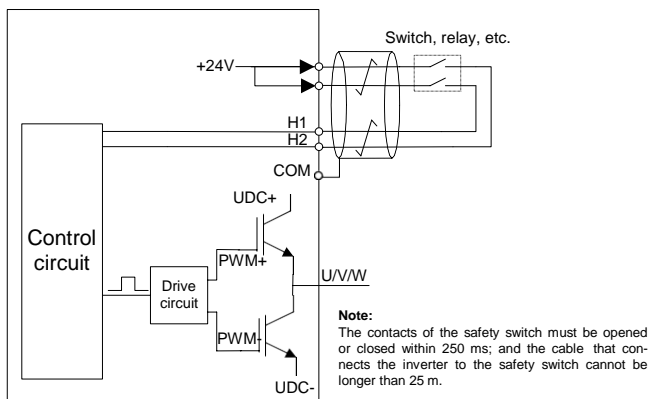 Switch, relay, etc.
+24V
H1
H2
COM
UDC+
Control
circuit
PWM+
U/V/W
Drive
circuit
PWM-
UDC-
Note:
The contacts of the safety switch must be opened
or closed within 250 ms; and the cable that con-
nects the inverter to the safety switch cannot be
longer than 25 m.